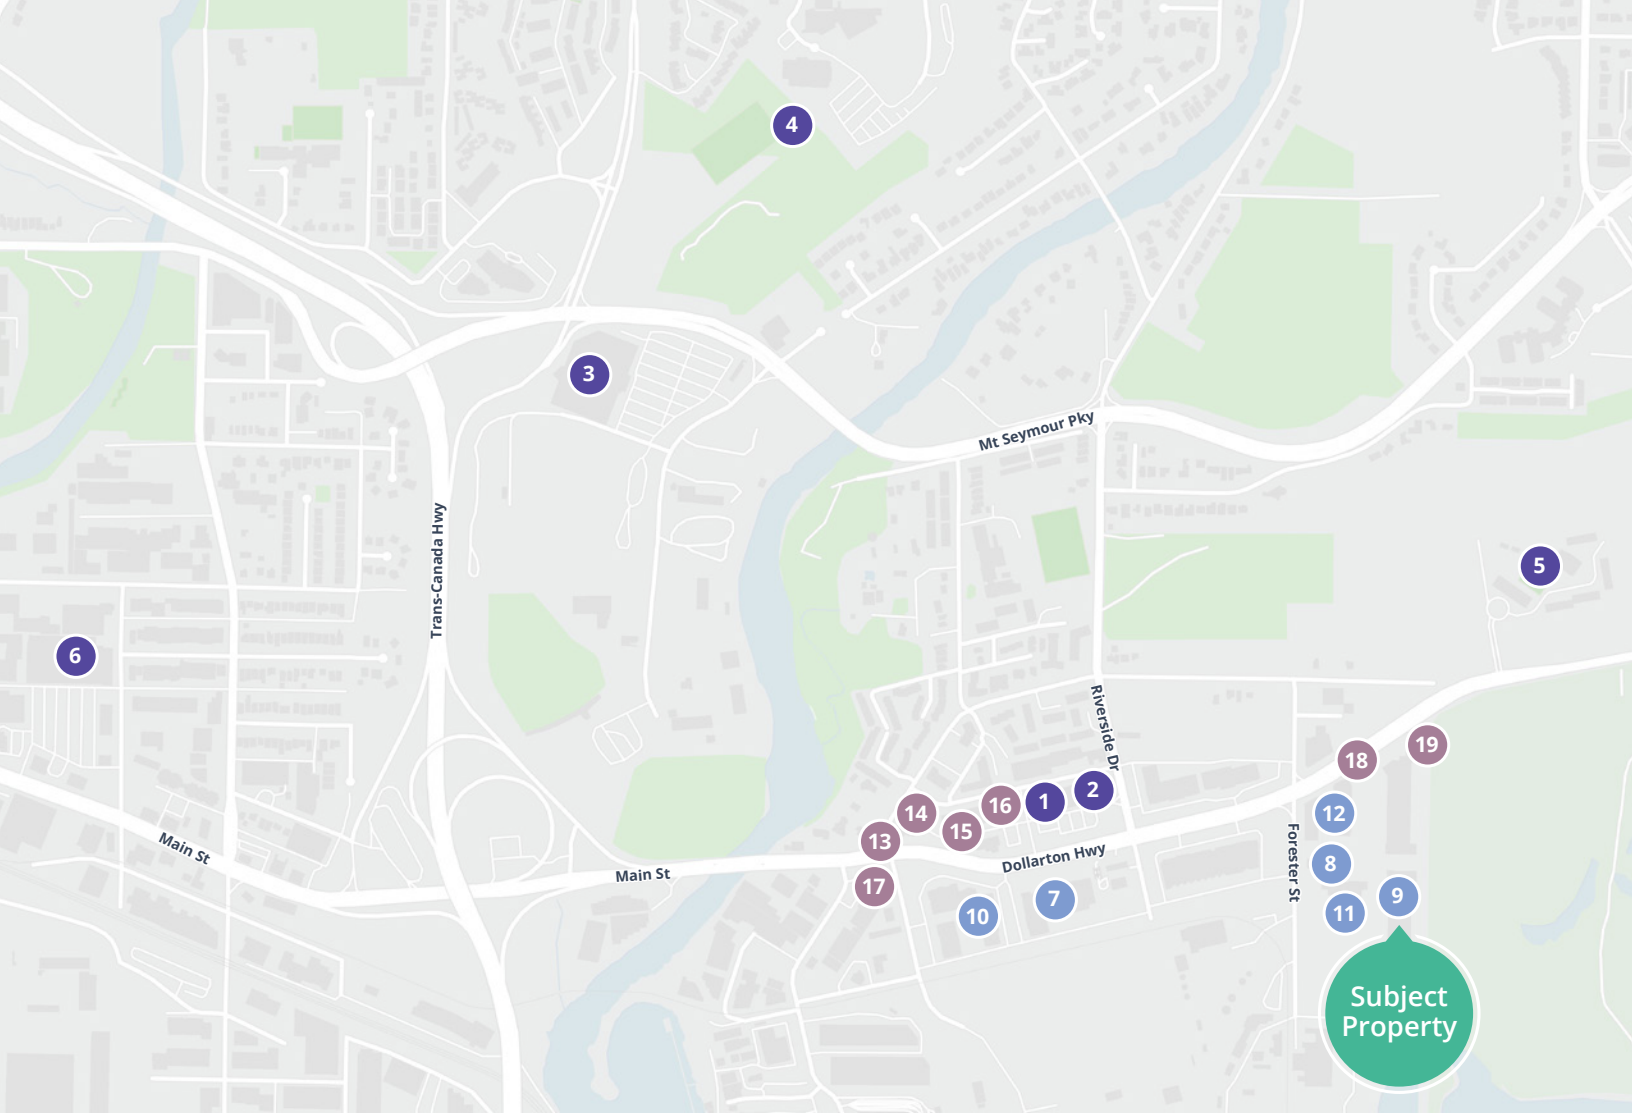 4
3
Mt Seymour Pky
Trans-Canada Hwy
5
6
Riverside Dr
19
18
2
1
16
14
12
15
13
Main St
Dollarton Hwy
Forester St
8
Main St
17
9
7
11
10
Subject
Property